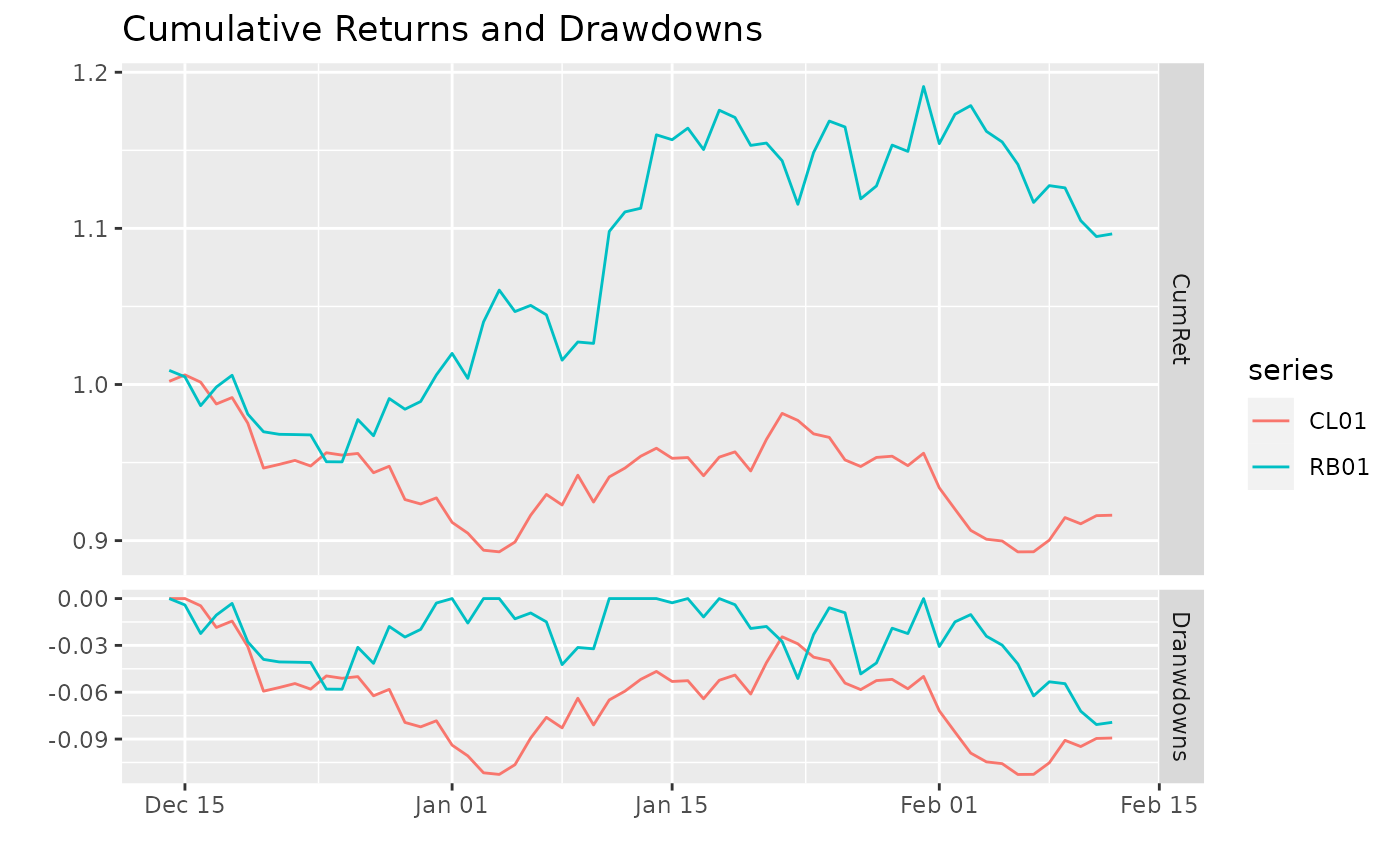 Cumulative Returns and Drawdowns
1.2
1.1
1.0
0.9
CumRet
0.00
-0.03
-0.06
-0.09
Dranwdowns
Dec 15
Jan 01
Jan 15
Feb 01
Feb 15
series
CL01
RB01